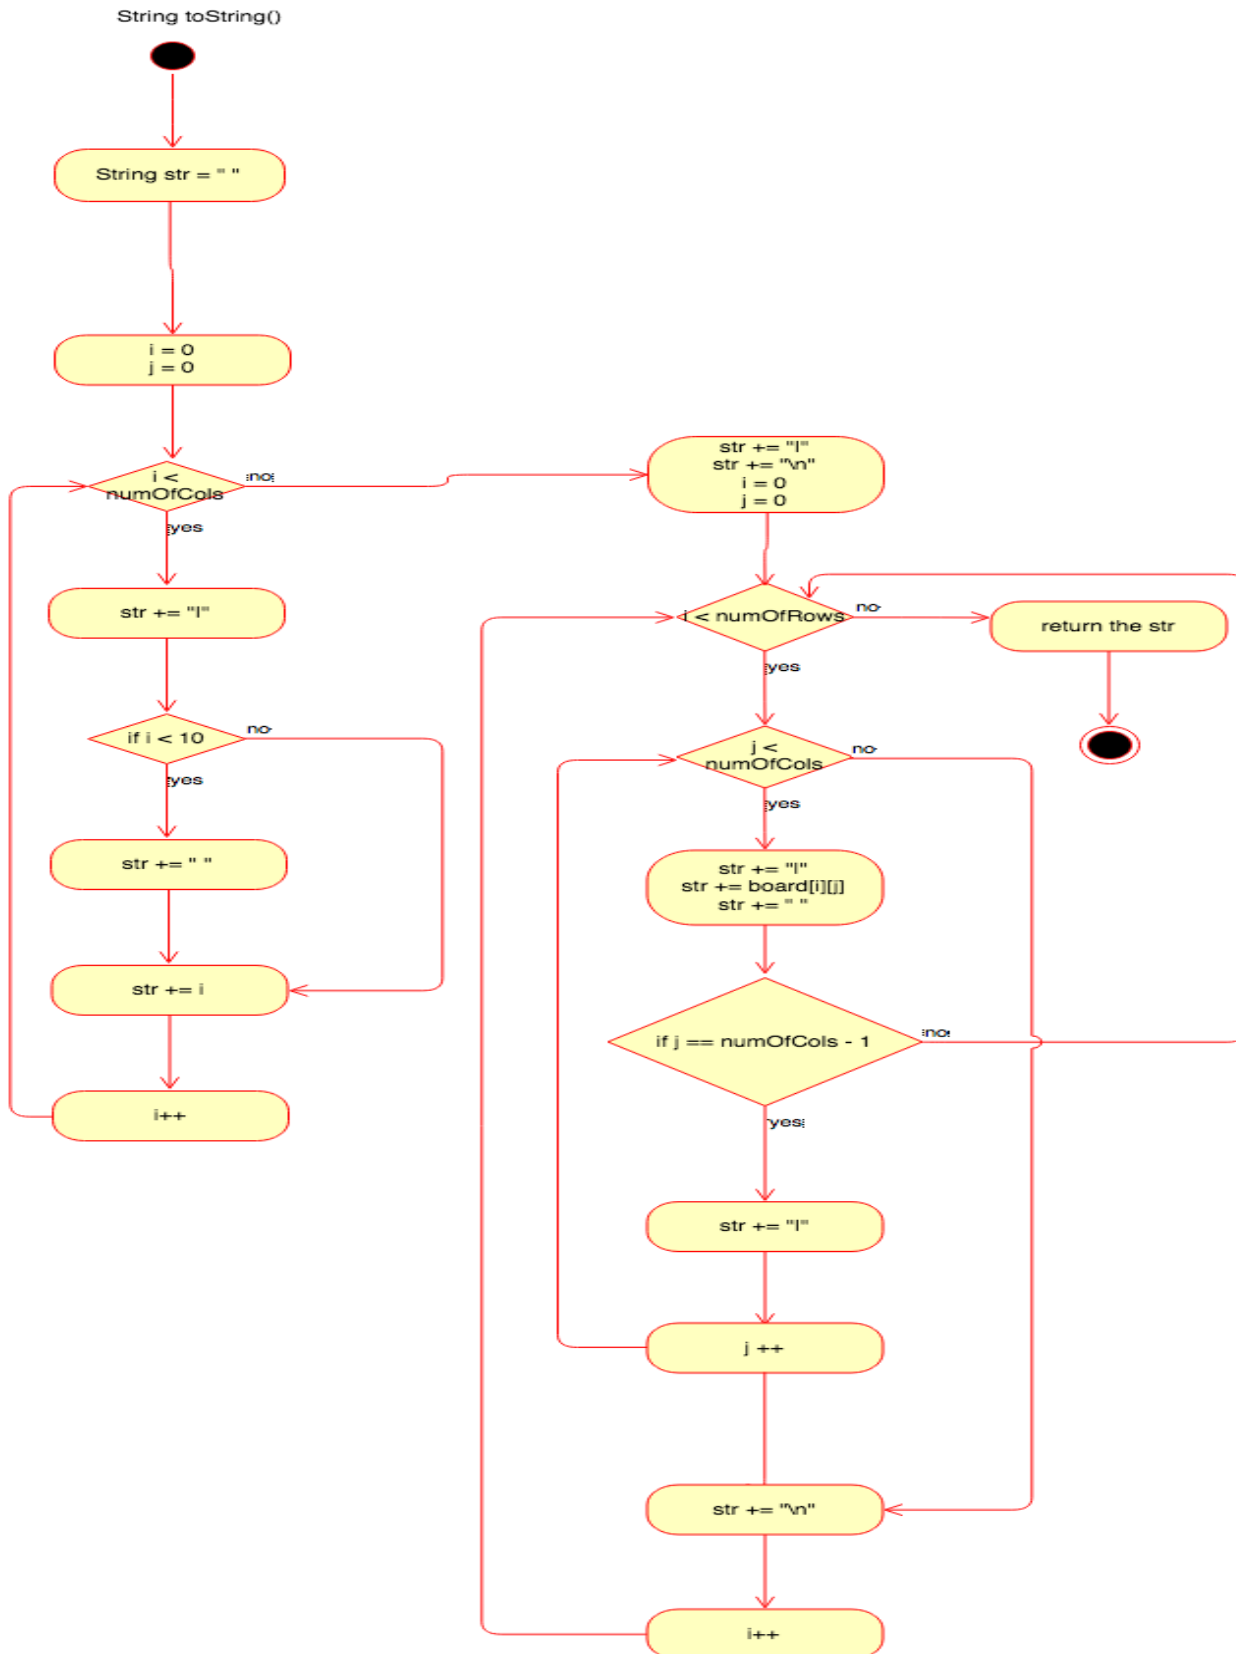 String toString()
String str = " "
i = 0
j = 0
i <
numOfCols
no
yes
str += "|"
if i < 10
no
yes
str += " "
str += i
i++
str += "|"
str += "\n"
i = 0
j = 0
i < numOfRows
no
yes
return the str
j <
numOfCols
no
yes
str += "|"
str += board[i][j]
str += " "
if j == numOfCols - 1
no
yes
str += "|"
j ++
str += "\n"
i++